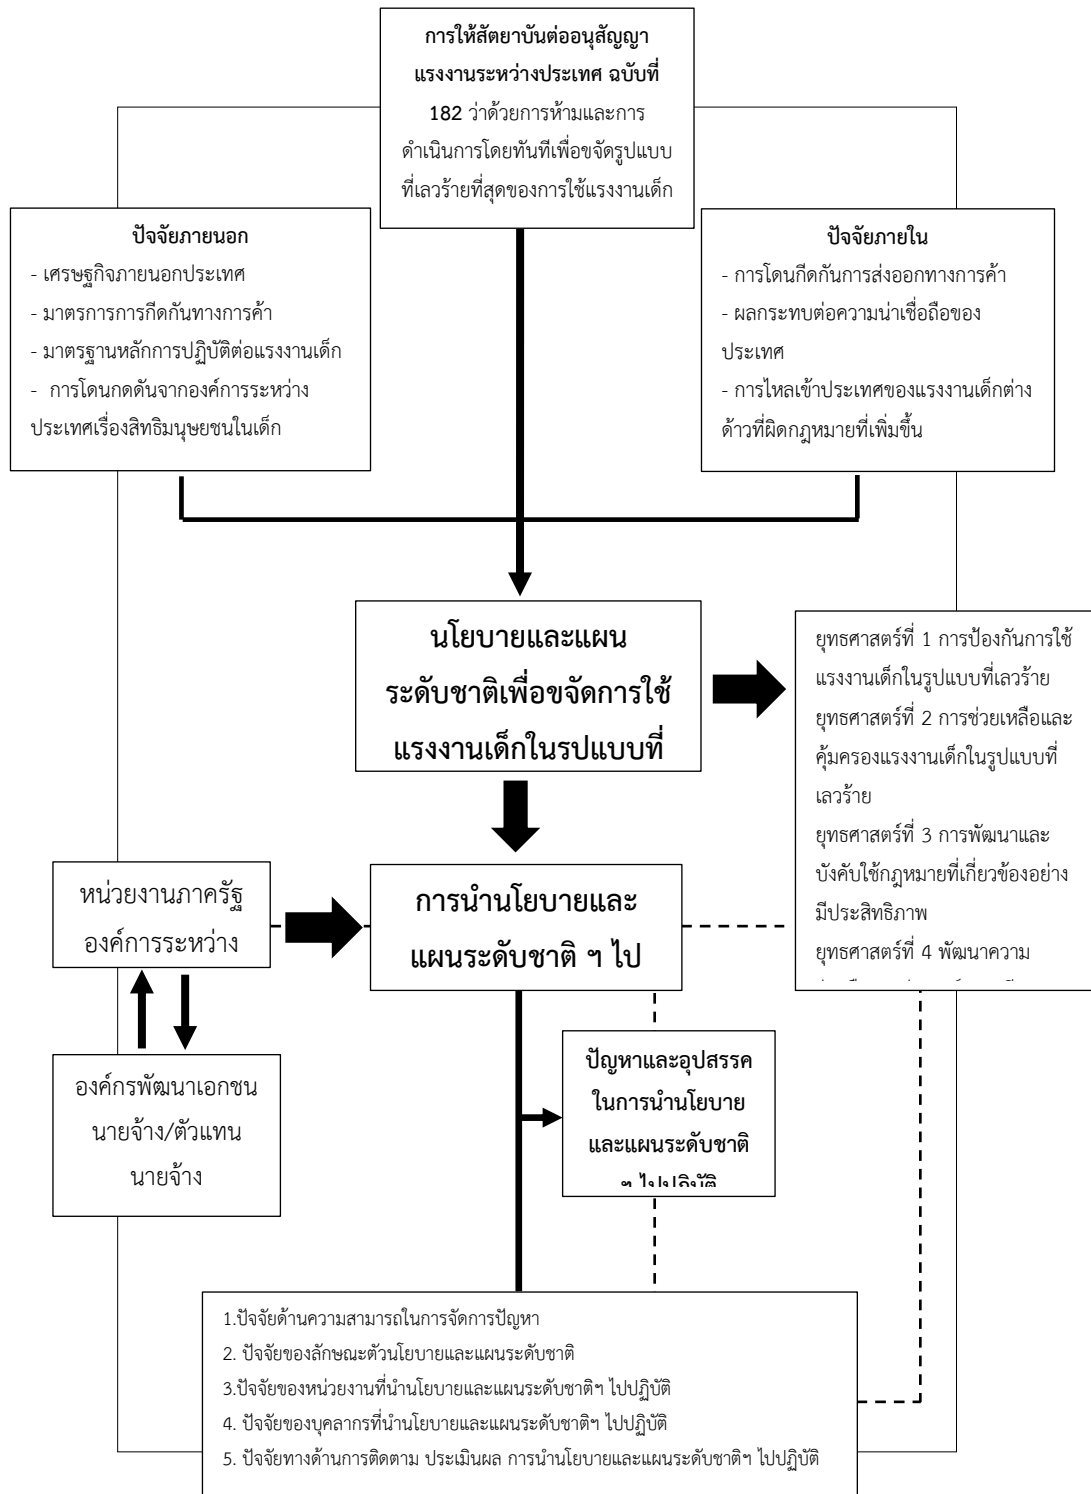 การให้สัตยาบันต่ออนุสัญญา
แรงงานระหว่างประเทศ ฉบับที่
182 ว่าด้วยการห้ามและการ
ดำเนินการโดยทันทีเพื่อขจัดรูปแบบ
ที่เลวร้ายที่สุดของการใช้แรงงานเด็ก
ปัจจัยภายนอก
- เศรษฐกิจภายนอกประเทศ
- มาตรการการกีดกันทางการค้า
- มาตรฐานหลักการปฏิบัติต่อแรงงานเด็ก
- การโดนกดดันจากองค์การระหว่าง
ประเทศเรื่องสิทธิมนุษยชนในเด็ก
ปัจจัยภายใน
- การโดนกีดกันการส่งออกทางการค้า
- ผลกระทบต่อความน่าเชื่อถือของ
ประเทศ
- การไหลเข้าประเทศของแรงงานเด็กต่าง
ด้าวที่ผิดกฎหมายที่เพิ่มขึ้น
นโยบายและแผน
ระดับชาติเพื่อขจัดการใช้
แรงงานเด็กในรปแบบที่
ยุทธศาสตร์ที่ 1 การป้องกันการใช้
แรงงานเด็กในรูปแบบที่เลวร้าย
ยุทธศาสตร์ที่ 2 การช่วยเหลือและ
คุ้มครองแรงงานเด็กในรูปแบบที่
เลวร้าย
ยุทธศาสตร์ที่ 3 การพัฒนาและ
บังคับใช้กฎหมายที่เกี่ยวข้องอย่าง
มีประสิทธิภาพ
ยุทธศาสตร์ที่ 4 พัฒนาความ
หน่วยงานภาครัฐ
องค์การระหว่าง
การนำนโยบายและ
แผนระดับชาติ ฯ ไป
องค์กรพัฒนาเอกชน
นายจ้าง/ตัวแทน
นายจ้าง
ปัญหาและอุปสรรค
ในการนำนโยบาย
และแผนระดับชาติ
ฯ ไปปฏิบัติ
1.ปัจจัยด้านความสามารถในการจัดการปัญหา
2. ปัจจัยของลักษณะตัวนโยบายและแผนระดับชาติ
3.ปัจจัยของหน่วยงานที่นำนโยบายและแผนระดับชาติฯ ไปปฏิบัติ
4. ปัจจัยของบุคลากรที่นำนโยบายและแผนระดับชาติฯ ไปปฏิบัติ
5. ปัจจัยทางด้านการติดตาม ประเมินผล การนำนโยบายและแผนระดับชาติฯ ไปปฏิบัติ